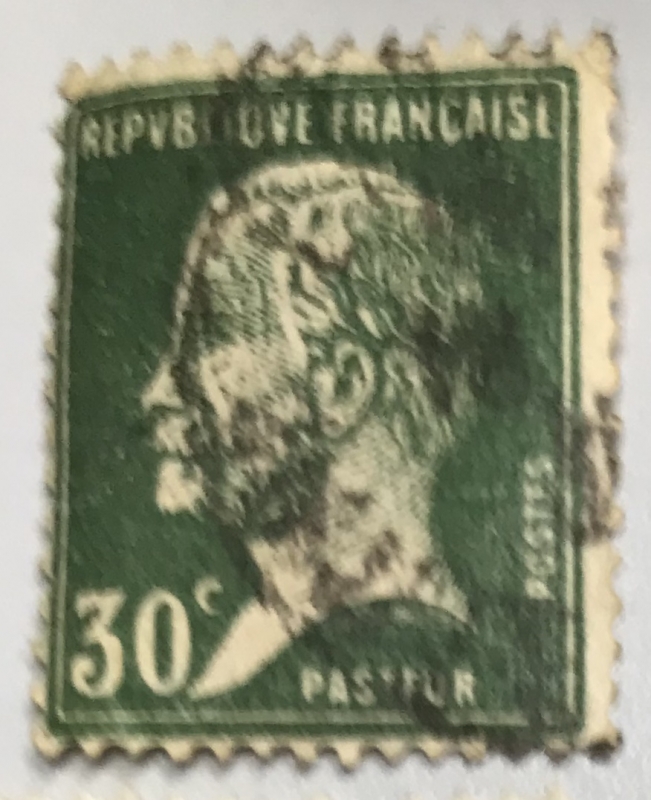 REPVBLIQVE FRANÇAISE
POSTES
30c
PASTEUR